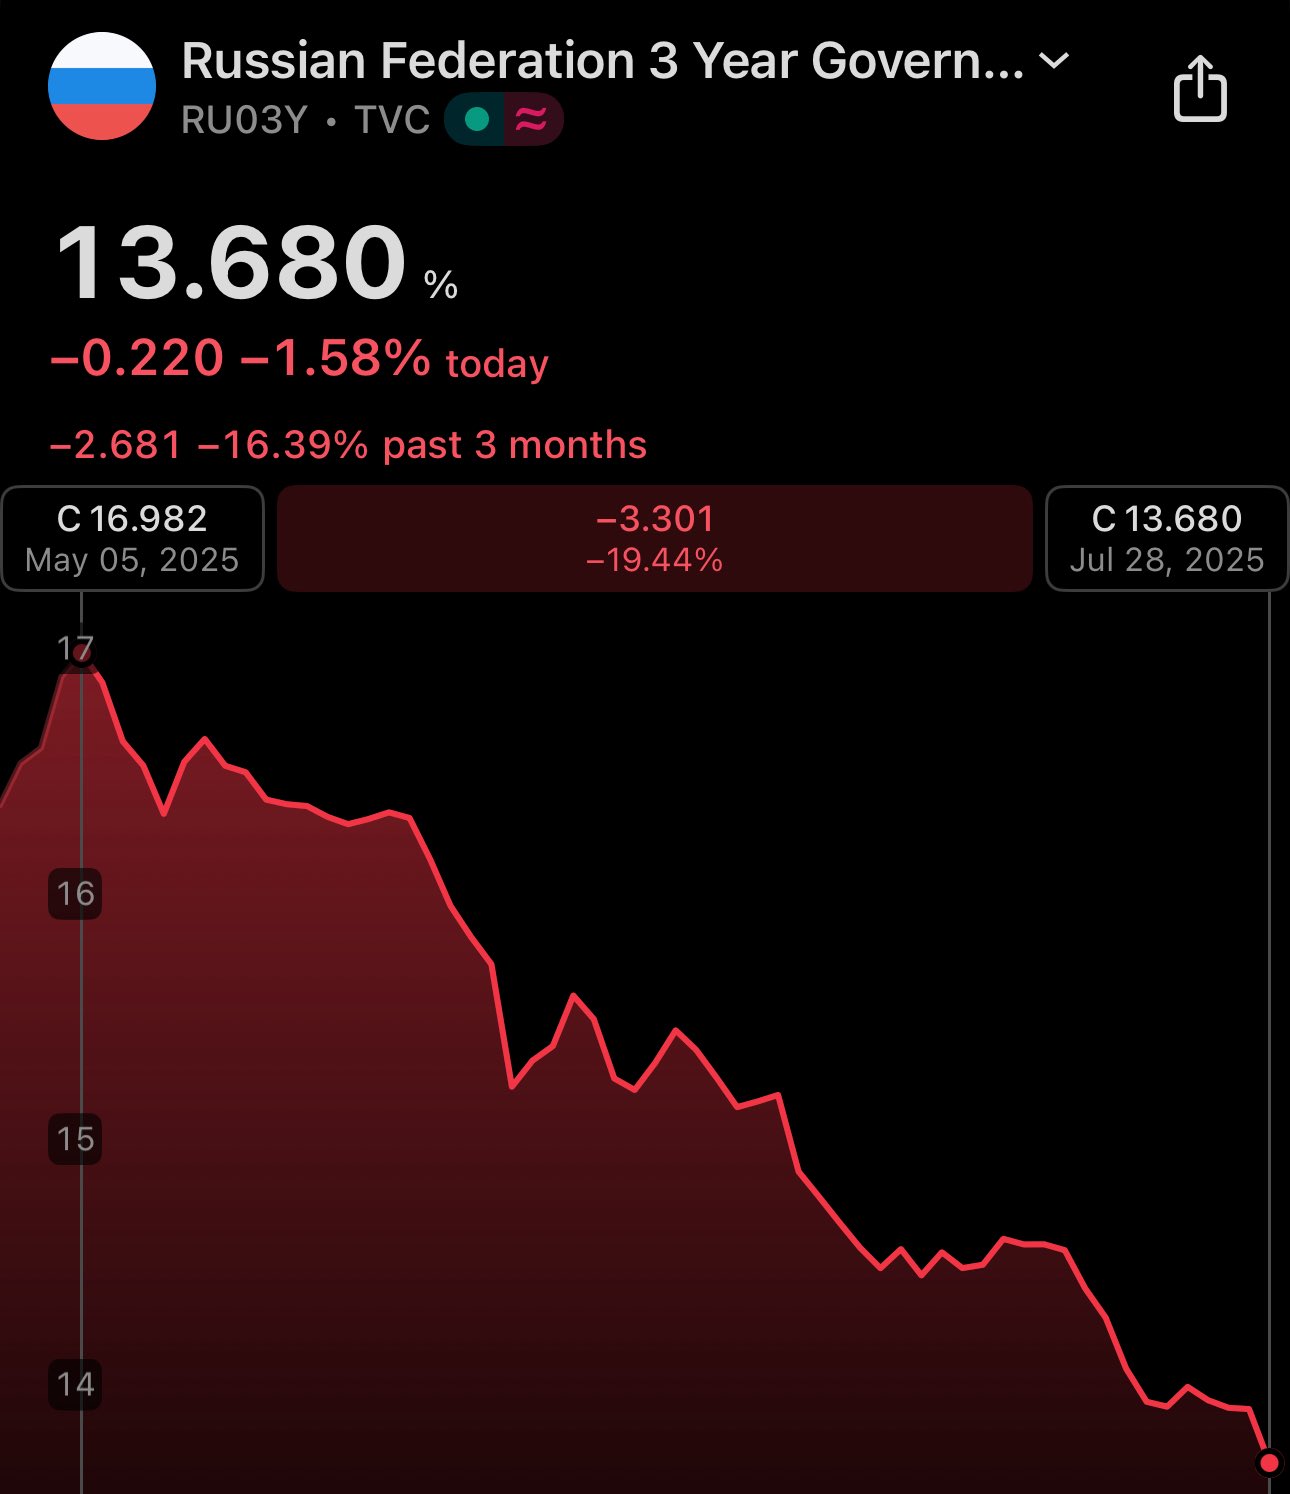 Russian Federation 3 Year Govern...
RU03Y • TVC
13.680 %
−0.220 −1.58% today
−2.681 −16.39% past 3 months
C 16.982
May 05, 2025
−3.301
−19.44%
C 13.680
Jul 28, 2025
17
16
15
14